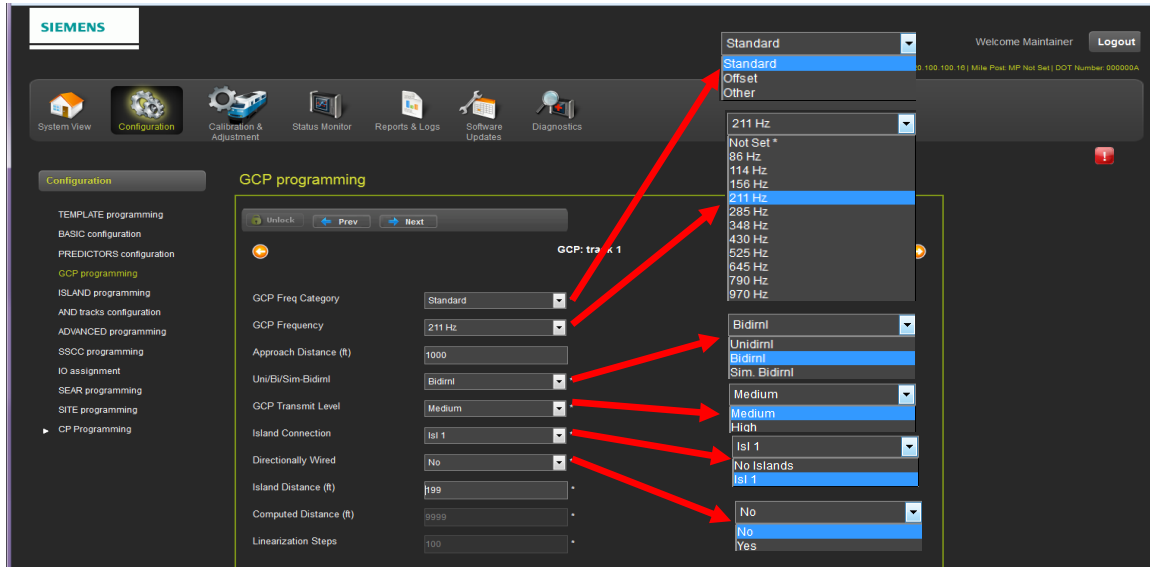 SIEMENS
Welcome Maintainer
Logout
0.100.100.16 | Mile Post: MP Not Set | DOT Number: 000000A
System View
Configuration
Calibration &
Adjustment
Status Monitor
Reports & Logs
Software
Updates
Diagnostics
Configuration
TEMPLATE programming
BASIC configuration
PREDICTORS configuration
GCP programming
ISLAND programming
AND tracks configuration
ADVANCED programming
SSCC programming
IO assignment
SEAR programming
SITE programming
CP Programming
GCP programming
Unlock
Prev
Next
GCP: track 1
GCP Freq Category
Standard
GCP Frequency
211 Hz
Approach Distance (ft)
1000
Uni/Bi/Sim-Bidirnl
Bidirnl *
GCP Transmit Level
Medium *
Island Connection
Isl 1 *
Directionally Wired
No *
Island Distance (ft)
199 *
Computed Distance (ft)
9999 *
Linearization Steps
100 *
Standard
Standard
Offset
Other
211 Hz
Not Set *
86 Hz
114 Hz
156 Hz
211 Hz
285 Hz
348 Hz
430 Hz
525 Hz
645 Hz
790 Hz
970 Hz
Bidirnl
Unidirnl
Bidirnl
Sim. Bidirnl
Medium
Medium
High
Isl 1
No Islands
Isl 1
No
No
Yes